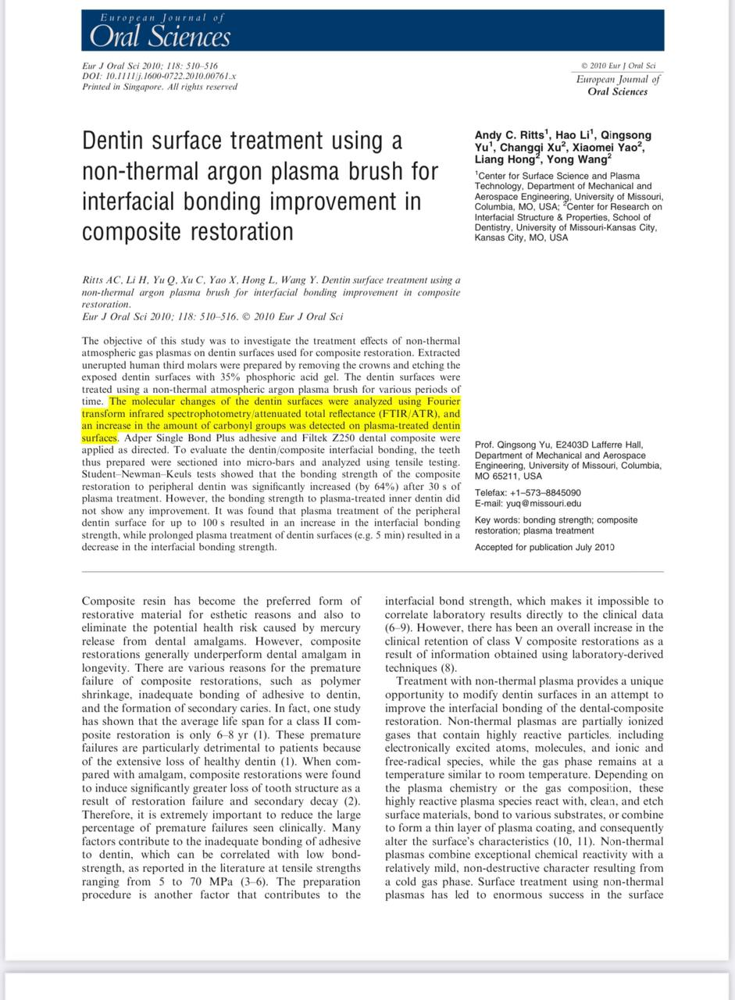 European Journal of
Oral Sciences
Eur J Oral Sci 2010; 118: 510–516
DOI: 10.1111/j.1600-0722.2010.00761.x
Printed in Singapore. All rights reserved
© 2010 Eur J Oral Sci
European Journal of
Oral Sciences
Dentin surface treatment using a
non-thermal argon plasma brush for
interfacial bonding improvement in
composite restoration
Andy C. Ritts1, Hao Li1, Qingsong
Yu1, Changqi Xu2, Xiaomei Yao2,
Liang Hong2, Yong Wang2
1Center for Surface Science and Plasma
Technology, Department of Mechanical and
Aerospace Engineering, University of Missouri,
Columbia, MO, USA; 2Center for Research on
Interfacial Structure & Properties, School of
Dentistry, University of Missouri-Kansas City,
Kansas City, MO, USA
Ritts AC, Li H, Yu Q, Xu C, Yao X, Hong L, Wang Y. Dentin surface treatment using a
non-thermal argon plasma brush for interfacial bonding improvement in composite
restoration.
Eur J Oral Sci 2010; 118: 510–516. © 2010 Eur J Oral Sci
The objective of this study was to investigate the treatment effects of non-thermal
atmospheric gas plasmas on dentin surfaces used for composite restoration. Extracted
unerupted human third molars were prepared by removing the crowns and etching the
exposed dentin surfaces with 35% phosphoric acid gel. The dentin surfaces were
treated using a non-thermal atmospheric argon plasma brush for various periods of
time. The molecular changes of the dentin surfaces were analyzed using Fourier
transform infrared spectrophotometry/attenuated total reflectance (FTIR/ATR), and
an increase in the amount of carbonyl groups was detected on plasma-treated dentin
surfaces. Adper Single Bond Plus adhesive and Filtek Z250 dental composite were
applied as directed. To evaluate the dentin/composite interfacial bonding, the teeth
thus prepared were sectioned into micro-bars and analyzed using tensile testing.
Student–Newman–Keuls tests showed that the bonding strength of the composite
restoration to peripheral dentin was significantly increased (by 64%) after 30 s of
plasma treatment. However, the bonding strength to plasma-treated inner dentin did
not show any improvement. It was found that plasma treatment of the peripheral
dentin surface for up to 100 s resulted in an increase in the interfacial bonding
strength, while prolonged plasma treatment of dentin surfaces (e.g. 5 min) resulted in a
decrease in the interfacial bonding strength.
Prof. Qingsong Yu, E2403D Lafferre Hall,
Department of Mechanical and Aerospace
Engineering, University of Missouri, Columbia,
MO 65211, USA
Telefax: +1–573–8845090
E-mail: yuq@missouri.edu
Key words: bonding strength; composite
restoration; plasma treatment
Accepted for publication July 2010
Composite resin has become the preferred form of
restorative material for esthetic reasons and also to
eliminate the potential health risk caused by mercury
release from dental amalgams. However, composite
restorations generally underperform dental amalgam in
longevity. There are various reasons for the premature
failure of composite restorations, such as polymer
shrinkage, inadequate bonding of adhesive to dentin,
and the formation of secondary caries. In fact, one study
has shown that the average life span for a class II com-
posite restoration is only 6–8 yr (1). These premature
failures are particularly detrimental to patients because
of the extensive loss of healthy dentin (1). When com-
pared with amalgam, composite restorations were found
to induce significantly greater loss of tooth structure as a
result of restoration failure and secondary decay (2).
Therefore, it is extremely important to reduce the large
percentage of premature failures seen clinically. Many
factors contribute to the inadequate bonding of adhesive
to dentin, which can be correlated with low bond-
strength, as reported in the literature at tensile strengths
ranging from 5 to 70 MPa (3–6). The preparation
procedure is another factor that contributes to the
interfacial bond strength, which makes it impossible to
correlate laboratory results directly to the clinical data
(6–9). However, there has been an overall increase in the
clinical retention of class V composite restorations as a
result of information obtained using laboratory-derived
techniques (8).
Treatment with non-thermal plasma provides a unique
opportunity to modify dentin surfaces in an attempt to
improve the interfacial bonding of the dental-composite
restoration. Non-thermal plasmas are partially ionized
gases that contain highly reactive particles, including
electronically excited atoms, molecules, and ionic and
free-radical species, while the gas phase remains at a
temperature similar to room temperature. Depending on
the plasma chemistry or the gas composition, these
highly reactive plasma species react with, clean, and etch
surface materials, bond to various substrates, or combine
to form a thin layer of plasma coating, and consequently
alter the surface's characteristics (10, 11). Non-thermal
plasmas combine exceptional chemical reactivity with a
relatively mild, non-destructive character resulting from
a cold gas phase. Surface treatment using non-thermal
plasmas has led to enormous success in the surface